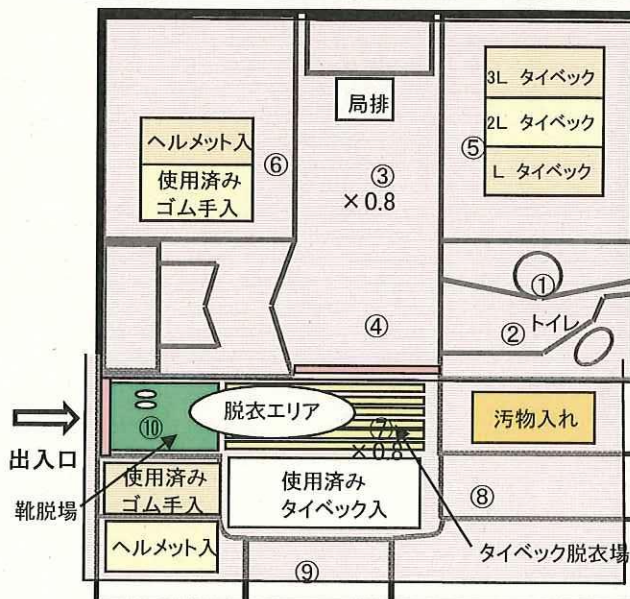 局排
3L タイベック
2L タイベック
L タイベック
ヘルメット入
使用済み
ゴム手入
⑥
③
×0.8
⑤
①
④
②
トイレ
出入口
⑩
脱衣エリア
⑦
×0.8
汚物入れ
靴脱場
使用済み
ゴム手入
使用済み
タイベック入
⑧
ヘルメット入
タイベック脱衣場
⑨